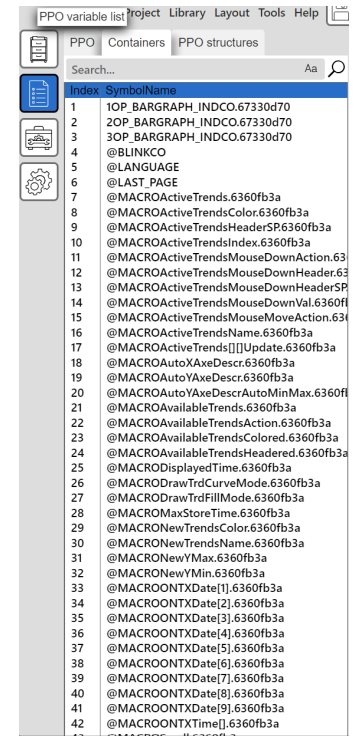 PPO variable list
Project Library Layout Tools Help
PPO Containers PPO structures
Search... Aa
Index SymbolName
1 1OP_BARGRAPH_INDCO.67330d70
2 2OP_BARGRAPH_INDCO.67330d70
3 3OP_BARGRAPH_INDCO.67330d70
4 @BLINKCO
5 @LANGUAGE
6 @LAST_PAGE
7 @MACROActiveTrends.6360fb3a
8 @MACROActiveTrendsColor.6360fb3a
9 @MACROActiveTrendsHeaderSP.6360fb3a
10 @MACROActiveTrendsIndex.6360fb3a
11 @MACROActiveTrendsMouseDownAction.63
12 @MACROActiveTrendsMouseDownHeader.63
13 @MACROActiveTrendsMouseDownHeaderSP.
14 @MACROActiveTrendsMouseDownVal.6360fl
15 @MACROActiveTrendsMouseMoveAction.636
16 @MACROActiveTrendsName.6360fb3a
17 @MACROActiveTrends[][]Update.6360fb3a
18 @MACROAutoXAxeDescr.6360fb3a
19 @MACROAutoYAxeDescr.6360fb3a
20 @MACROAutoYAxeDescrAutoMinMax.6360fl
21 @MACROAvailableTrends.6360fb3a
22 @MACROAvailableTrendsAction.6360fb3a
23 @MACROAvailableTrendsColored.6360fb3a
24 @MACROAvailableTrendsHeadered.6360fb3a
25 @MACRODisplayedTime.6360fb3a
26 @MACRODrawTrdCurveMode.6360fb3a
27 @MACRODrawTrdFillMode.6360fb3a
28 @MACROMaxStoreTime.6360fb3a
29 @MACRONewTrendsColor.6360fb3a
30 @MACRONewTrendsName.6360fb3a
31 @MACRONewYMax.6360fb3a
32 @MACRONewYMin.6360fb3a
33 @MACROONTXDate[1].6360fb3a
34 @MACROONTXDate[2].6360fb3a
35 @MACROONTXDate[3].6360fb3a
36 @MACROONTXDate[4].6360fb3a
37 @MACROONTXDate[5].6360fb3a
38 @MACROONTXDate[6].6360fb3a
39 @MACROONTXDate[7].6360fb3a
40 @MACROONTXDate[8].6360fb3a
41 @MACROONTXDate[9].6360fb3a
42 @MACROONTXTime[].6360fb3a